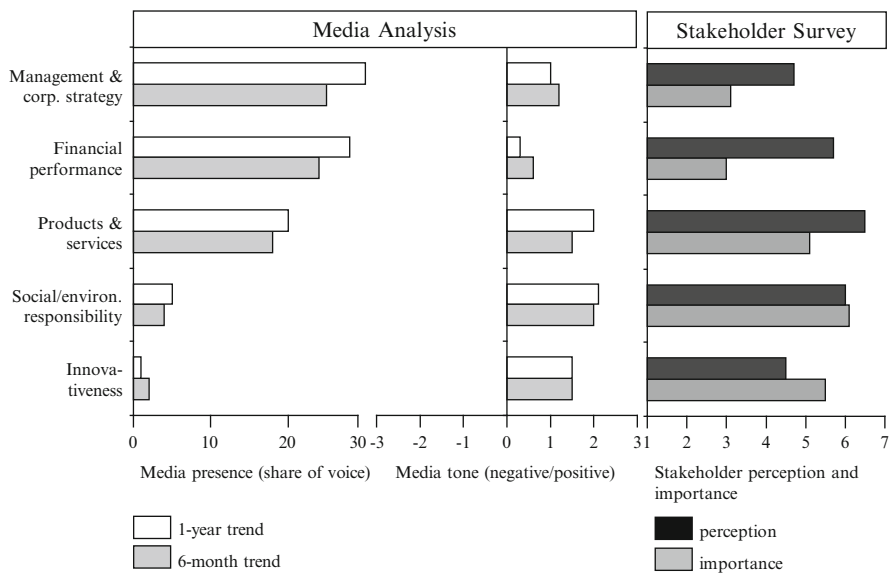 Media Analysis
Stakeholder Survey
Management &
corp. strategy
Financial
performance
Products &
services
Social/environ.
responsibility
Innova-
tiveness
0 10 20 30
-3 -2 -1 0 1 2 3
1 2 3 4 5 6 7
Media presence (share of voice)
Media tone (negative/positive)
Stakeholder perception and
importance
1-year trend
6-month trend
perception
importance